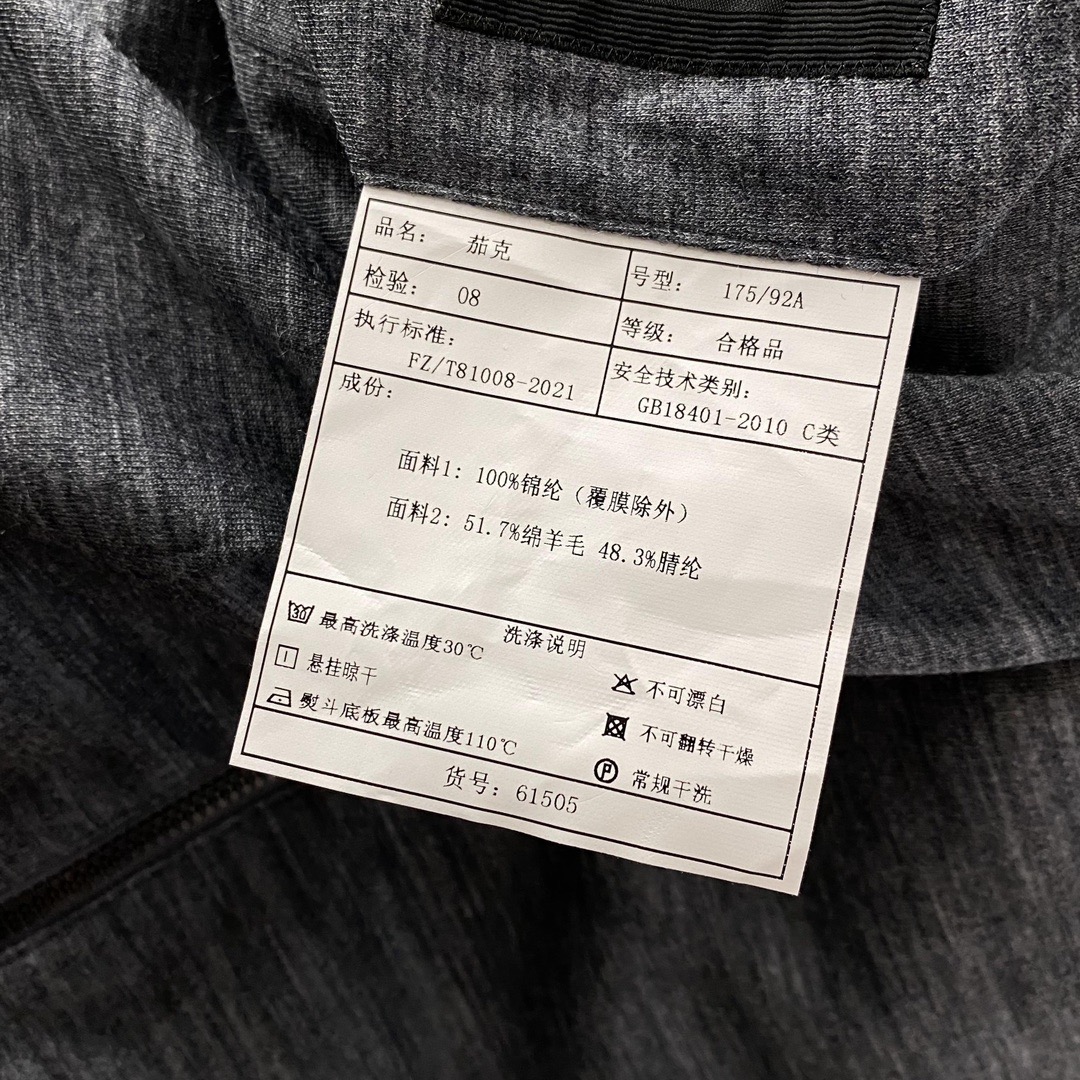 品名： 茄克
号型： 175/92A
检验： 08
等级： 合格品
执行标准：
FZ/T81008-2021
安全技术类别：
GB18401-2010 C类
成份：
面料1: 100%锦纶（覆膜除外）
面料2: 51.7%绵羊毛 48.3%腈纶
洗涤说明
30 最高洗涤温度30℃
不可漂白
悬挂晾干
不可翻转干燥
熨斗底板最高温度110℃
P 常规干洗
货号: 61505